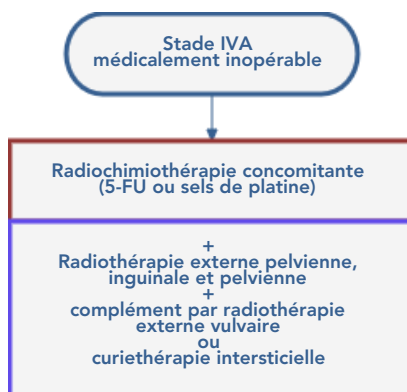 Stade IVA
médicalement inopérable
Radiochimiothérapie concomitante
(5-FU ou sels de platine)
+
Radiothérapie externe pelvienne,
inguinale et pelvienne
+
complément par radiothérapie
externe vulvaire
ou
curiethérapie intersticielle